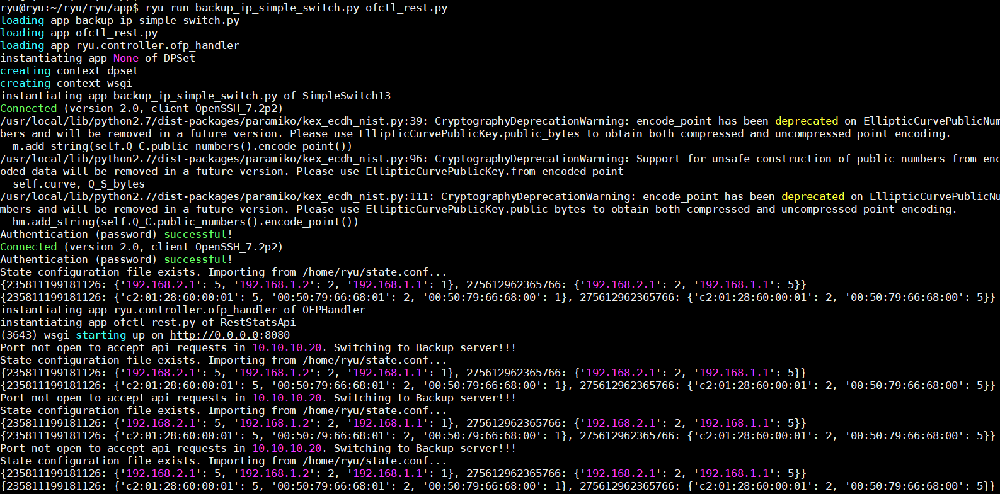 ryu@ryu:~/ryu/ryu/app$ ryu run backup_ip_simple_switch.py ofctl_rest.py
loading app backup_ip_simple_switch.py
loading app ofctl_rest.py
loading app ryu.controller.ofp_handler
instantiating app None of DPSet
creating context dpset
creating context wsgi
instantiating app backup_ip_simple_switch.py of SimpleSwitch13
Connected (version 2.0, client OpenSSH_7.2p2)
/usr/local/lib/python2.7/dist-packages/paramiko/kex_ecdh_nist.py:39: CryptographyDeprecationWarning: encode_point has been deprecated on EllipticCurvePublicNum
bers and will be removed in a future version. Please use EllipticCurvePublicKey.public_bytes to obtain both compressed and uncompressed point encoding.
  m.add_string(self.Q_C.public_numbers().encode_point())
/usr/local/lib/python2.7/dist-packages/paramiko/kex_ecdh_nist.py:96: CryptographyDeprecationWarning: Support for unsafe construction of public numbers from enc
oded data will be removed in a future version. Please use EllipticCurvePublicKey.from_encoded_point
  self.curve, Q_S_bytes
/usr/local/lib/python2.7/dist-packages/paramiko/kex_ecdh_nist.py:111: CryptographyDeprecationWarning: encode_point has been deprecated on EllipticCurvePublicNu
mbers and will be removed in a future version. Please use EllipticCurvePublicKey.public_bytes to obtain both compressed and uncompressed point encoding.
  hm.add_string(self.Q_C.public_numbers().encode_point())
Authentication (password) successful!
Connected (version 2.0, client OpenSSH_7.2p2)
Authentication (password) successful!
State configuration file exists. Importing from /home/ryu/state.conf...
{235811199181126: {'192.168.2.1': 5, '192.168.1.2': 2, '192.168.1.1': 1}, 275612962365766: {'192.168.2.1': 2, '192.168.1.1': 5}}
{235811199181126: {'c2:01:28:60:00:01': 5, '00:50:79:66:68:01': 2, '00:50:79:66:68:00': 1}, 275612962365766: {'c2:01:28:60:00:01': 2, '00:50:79:66:68:00': 5}}
instantiating app ryu.controller.ofp_handler of OFPHandler
instantiating app ofctl_rest.py of RestStatsApi
(3643) wsgi starting up on http://0.0.0.0:8080
Port not open to accept api requests in 10.10.10.20. Switching to Backup server!!!
State configuration file exists. Importing from /home/ryu/state.conf...
{235811199181126: {'192.168.2.1': 5, '192.168.1.2': 2, '192.168.1.1': 1}, 275612962365766: {'192.168.2.1': 2, '192.168.1.1': 5}}
{235811199181126: {'c2:01:28:60:00:01': 5, '00:50:79:66:68:01': 2, '00:50:79:66:68:00': 1}, 275612962365766: {'c2:01:28:60:00:01': 2, '00:50:79:66:68:00': 5}}
Port not open to accept api requests in 10.10.10.20. Switching to Backup server!!!
State configuration file exists. Importing from /home/ryu/state.conf...
{235811199181126: {'192.168.2.1': 5, '192.168.1.2': 2, '192.168.1.1': 1}, 275612962365766: {'192.168.2.1': 2, '192.168.1.1': 5}}
{235811199181126: {'c2:01:28:60:00:01': 5, '00:50:79:66:68:01': 2, '00:50:79:66:68:00': 1}, 275612962365766: {'c2:01:28:60:00:01': 2, '00:50:79:66:68:00': 5}}
Port not open to accept api requests in 10.10.10.20. Switching to Backup server!!!
State configuration file exists. Importing from /home/ryu/state.conf...
{235811199181126: {'192.168.2.1': 5, '192.168.1.2': 2, '192.168.1.1': 1}, 275612962365766: {'192.168.2.1': 2, '192.168.1.1': 5}}
{235811199181126: {'c2:01:28:60:00:01': 5, '00:50:79:66:68:01': 2, '00:50:79:66:68:00': 1}, 275612962365766: {'c2:01:28:60:00:01': 2, '00:50:79:66:68:00': 5}}